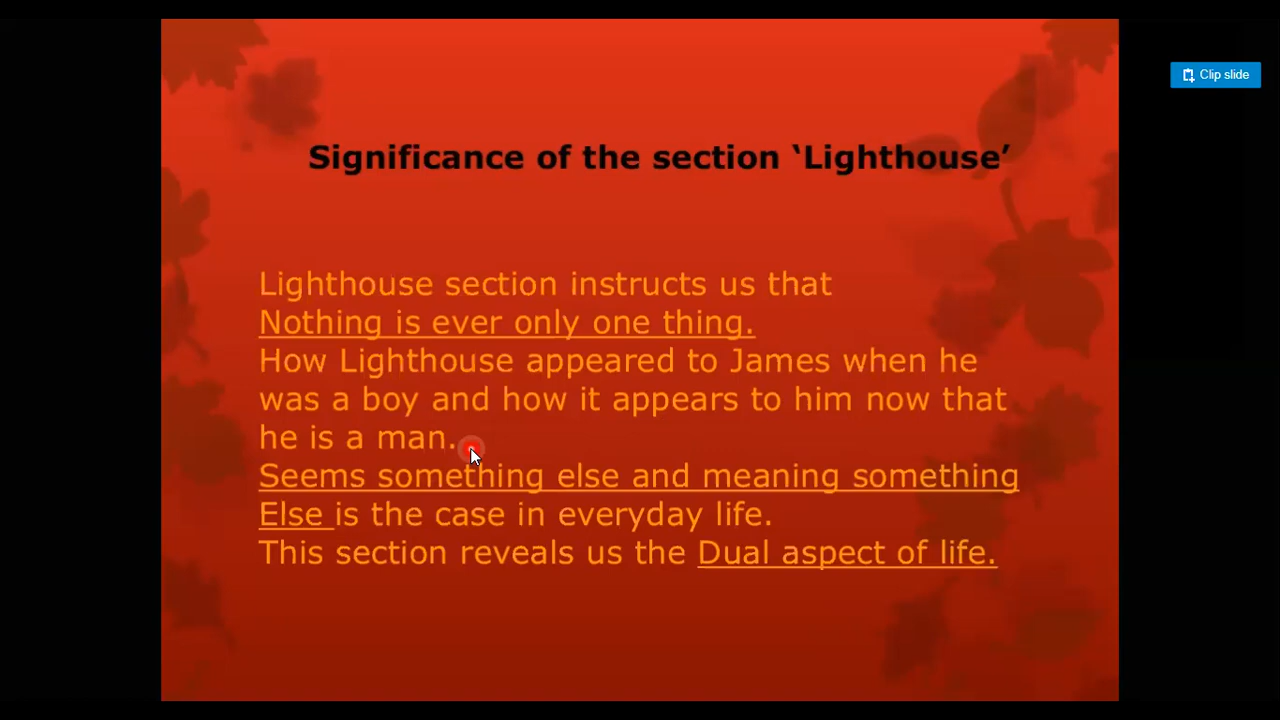 Clip slide
Significance of the section ‘Lighthouse’
Lighthouse section instructs us that
Nothing is ever only one thing.
How Lighthouse appeared to James when he
was a boy and how it appears to him now that
he is a man.
Seems something else and meaning something
Else is the case in everyday life.
This section reveals us the Dual aspect of life.